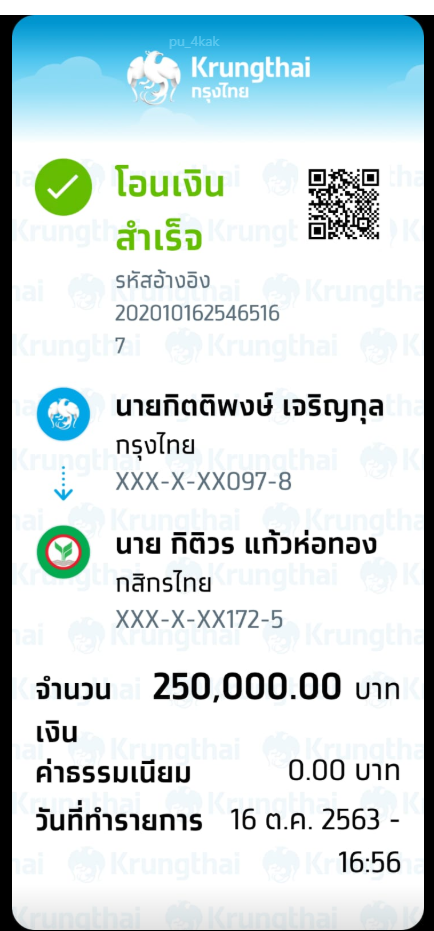 pu_4kak
Krungthai
กรุงไทย
โอนเงิน
สำเร็จ
รหัสอ้างอิง
202010162546516
7
นายกิตติพงษ์ เจริญกุล
กรุงไทย
XXX-X-XX097-8
นาย กิติวร แก้วห่อทอง
กสิกรไทย
XXX-X-XX172-5
จำนวน 250,000.00 บาท
เงิน
ค่าธรรมเนียม 0.00 บาท
วันที่ทำรายการ 16 ต.ค. 2563 -
16:56